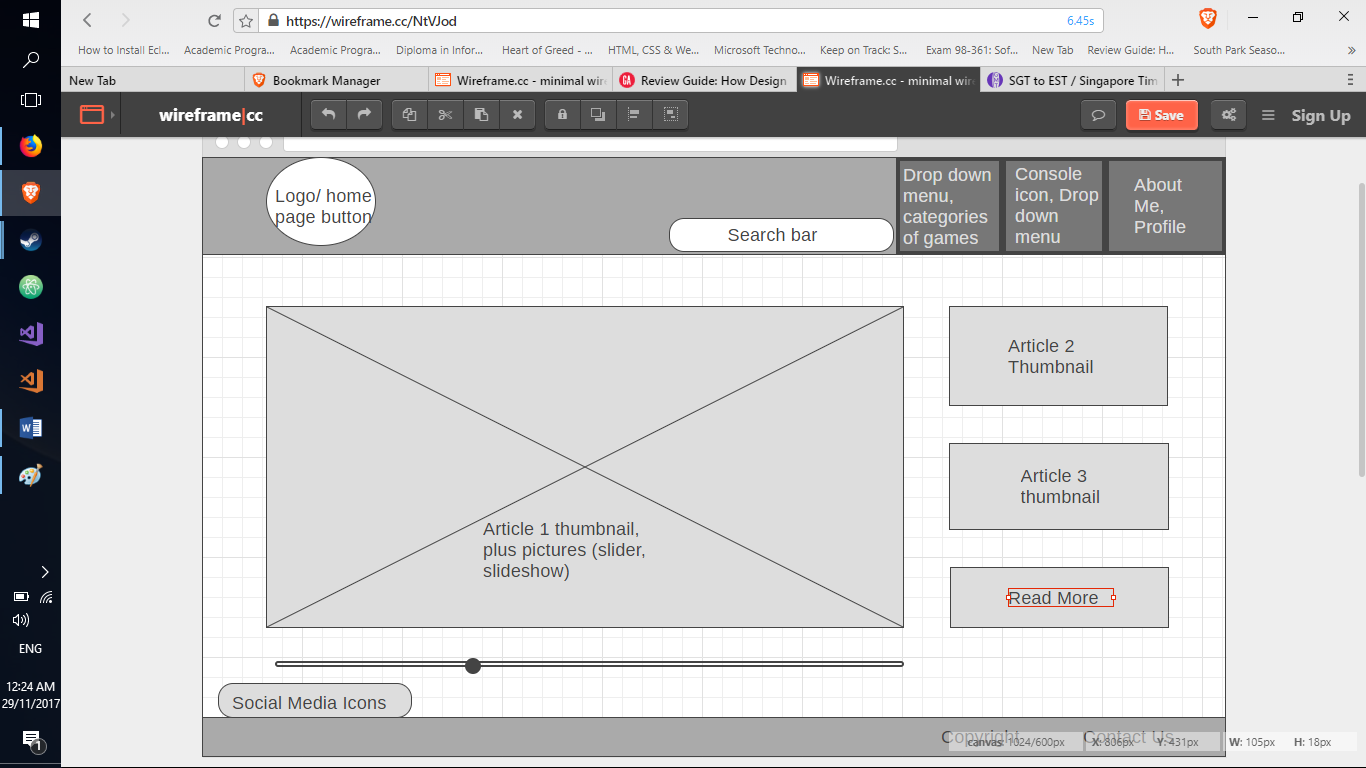 https://wireframe.cc/NtVJod
6.45s
How to Install Ecl...
Academic Progra...
Academic Progra...
Diploma in Infor...
Heart of Greed - ...
HTML, CSS & We...
Microsoft Techno...
Keep on Track: S...
Exam 98-361: Sof...
New Tab
Review Guide: H...
South Park Seaso...
New Tab
Bookmark Manager
Wireframe.cc - minimal wir
Review Guide: How Design
Wireframe.cc - minimal wir
SGT to EST / Singapore Tim
wireframe|cc
Save
Sign Up
Logo/ home
page button
Search bar
Drop down
menu,
categories
of games
Console
icon, Drop
down
menu
About
Me,
Profile
Article 2
Thumbnail
Article 3
thumbnail
Article 1 thumbnail,
plus pictures (slider,
slideshow)
Read More
Social Media Icons
Copyright
Contact Us
canvas: 1024/600px
X: 806px
Y: 431px
W: 105px
H: 18px
ENG
12:24 AM
29/11/2017
1